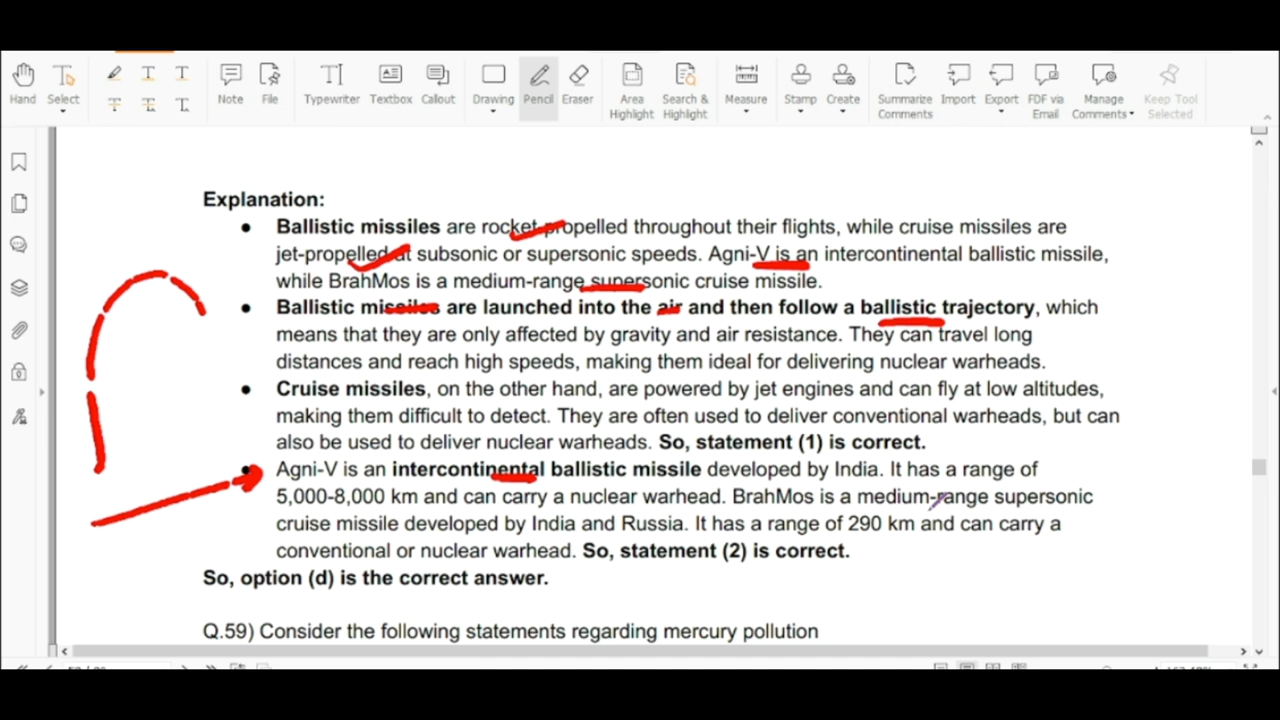 Hand
Select
Note
File
Typewriter
Textbox
Callout
Drawing
Pencil
Eraser
Area Highlight
Search & Highlight
Measure
Stamp
Create
Summarize Comments
Import
Export
FDF via Email
Manage Comments
Keep Tool Selected
Explanation:
● Ballistic missiles are rocket-propelled throughout their flights, while cruise missiles are
jet-propelled at subsonic or supersonic speeds. Agni-V is an intercontinental ballistic missile,
while BrahMos is a medium-range supersonic cruise missile.
● Ballistic missiles are launched into the air and then follow a ballistic trajectory, which
means that they are only affected by gravity and air resistance. They can travel long
distances and reach high speeds, making them ideal for delivering nuclear warheads.
● Cruise missiles, on the other hand, are powered by jet engines and can fly at low altitudes,
making them difficult to detect. They are often used to deliver conventional warheads, but can
also be used to deliver nuclear warheads. So, statement (1) is correct.
● Agni-V is an intercontinental ballistic missile developed by India. It has a range of
5,000-8,000 km and can carry a nuclear warhead. BrahMos is a medium-range supersonic
cruise missile developed by India and Russia. It has a range of 290 km and can carry a
conventional or nuclear warhead. So, statement (2) is correct.
So, option (d) is the correct answer.
Q.59) Consider the following statements regarding mercury pollution